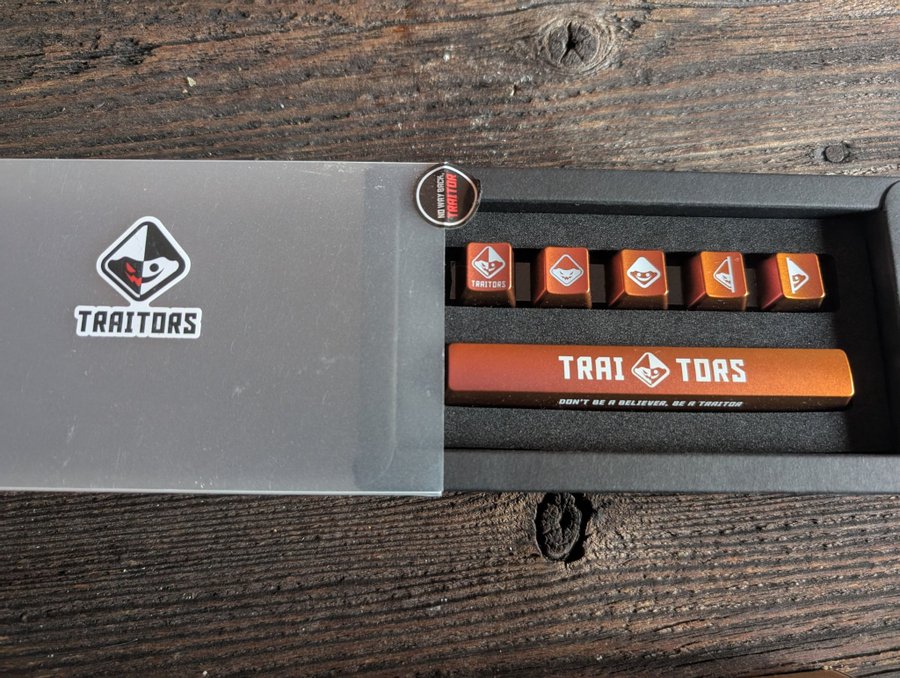 NO WAY BACK,
TRAITOR
TRAITORS
TRAITORS
TRAI TORS
DON'T BE A BELIEVER, BE A TRAITOR